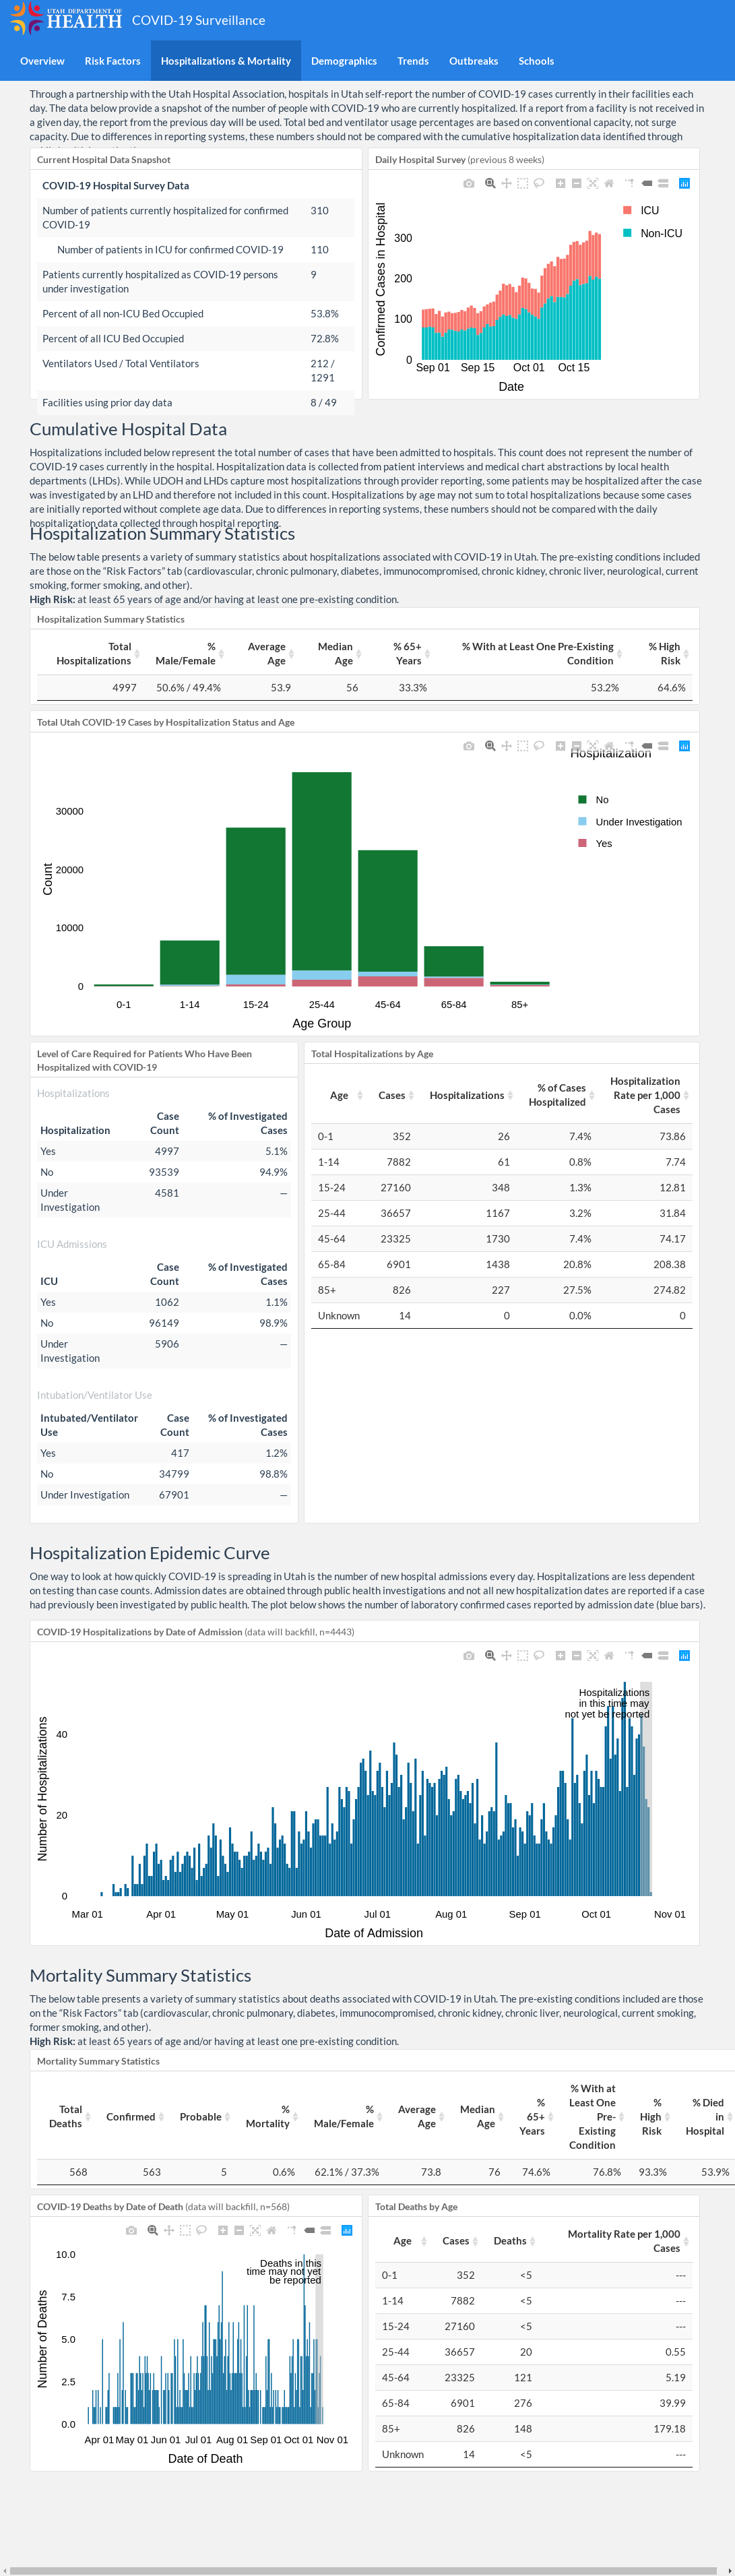 UTAH DEPARTMENT OF
HEALTH
COVID-19 Surveillance
Overview
Risk Factors
Hospitalizations & Mortality
Demographics
Trends
Outbreaks
Schools
Through a partnership with the Utah Hospital Association, hospitals in Utah self-report the number of COVID-19 cases currently in their facilities each
day. The data below provide a snapshot of the number of people with COVID-19 who are currently hospitalized. If a report from a facility is not received in
a given day, the report from the previous day will be used. Total bed and ventilator usage percentages are based on conventional capacity, not surge
capacity. Due to differences in reporting systems, these numbers should not be compared with the cumulative hospitalization data identified through
Current Hospital Data Snapshot
COVID-19 Hospital Survey Data
Number of patients currently hospitalized for confirmed 310
COVID-19
Number of patients in ICU for confirmed COVID-19 110
Patients currently hospitalized as COVID-19 persons 9
under investigation
Percent of all non-ICU Bed Occupied 53.8%
Percent of all ICU Bed Occupied 72.8%
Ventilators Used / Total Ventilators 212 /
1291
Facilities using prior day data 8 / 49
Daily Hospital Survey (previous 8 weeks)
Confirmed Cases in Hospital
300
200
100
0
Sep 01 Sep 15 Oct 01 Oct 15
Date
ICU
Non-ICU
Cumulative Hospital Data
Hospitalizations included below represent the total number of cases that have been admitted to hospitals. This count does not represent the number of
COVID-19 cases currently in the hospital. Hospitalization data is collected from patient interviews and medical chart abstractions by local health
departments (LHDs). While UDOH and LHDs capture most hospitalizations through provider reporting, some patients may be hospitalized after the case
was investigated by an LHD and therefore not included in this count. Hospitalizations by age may not sum to total hospitalizations because some cases
are initially reported without complete age data. Due to differences in reporting systems, these numbers should not be compared with the daily
hospitalization data collected through hospital reporting.
Hospitalization Summary Statistics
The below table presents a variety of summary statistics about hospitalizations associated with COVID-19 in Utah. The pre-existing conditions included
are those on the “Risk Factors” tab (cardiovascular, chronic pulmonary, diabetes, immunocompromised, chronic kidney, chronic liver, neurological, current
smoking, former smoking, and other).
High Risk: at least 65 years of age and/or having at least one pre-existing condition.
Hospitalization Summary Statistics
Total % Average Median % 65+ % With at Least One Pre-Existing % High
Hospitalizations Male/Female Age Age Years Condition Risk
4997 50.6% / 49.4% 53.9 56 33.3% 53.2% 64.6%
Total Utah COVID-19 Cases by Hospitalization Status and Age
Hospitalization
No
Under Investigation
Yes
Count
30000
20000
10000
0
0-1 1-14 15-24 25-44 45-64 65-84 85+
Age Group
Level of Care Required for Patients Who Have Been
Hospitalized with COVID-19
Hospitalizations
Case % of Investigated
Hospitalization Count Cases
Yes 4997 5.1%
No 93539 94.9%
Under 4581 —
Investigation
ICU Admissions
Case % of Investigated
ICU Count Cases
Yes 1062 1.1%
No 96149 98.9%
Under 5906 —
Investigation
Intubation/Ventilator Use
Intubated/Ventilator Case % of Investigated
Use Count Cases
Yes 417 1.2%
No 34799 98.8%
Under Investigation 67901 —
Total Hospitalizations by Age
Hospitalization
% of Cases Rate per 1,000
Age Cases Hospitalizations Hospitalized Cases
0-1 352 26 7.4% 73.86
1-14 7882 61 0.8% 7.74
15-24 27160 348 1.3% 12.81
25-44 36657 1167 3.2% 31.84
45-64 23325 1730 7.4% 74.17
65-84 6901 1438 20.8% 208.38
85+ 826 227 27.5% 274.82
Unknown 14 0 0.0% 0
Hospitalization Epidemic Curve
One way to look at how quickly COVID-19 is spreading in Utah is the number of new hospital admissions every day. Hospitalizations are less dependent
on testing than case counts. Admission dates are obtained through public health investigations and not all new hospitalization dates are reported if a case
had previously been investigated by public health. The plot below shows the number of laboratory confirmed cases reported by admission date (blue bars).
COVID-19 Hospitalizations by Date of Admission (data will backfill, n=4443)
Hospitalizations
in this time may
not yet be reported
Number of Hospitalizations
40
20
0
Mar 01 Apr 01 May 01 Jun 01 Jul 01 Aug 01 Sep 01 Oct 01 Nov 01
Date of Admission
Mortality Summary Statistics
The below table presents a variety of summary statistics about deaths associated with COVID-19 in Utah. The pre-existing conditions included are those
on the “Risk Factors” tab (cardiovascular, chronic pulmonary, diabetes, immunocompromised, chronic kidney, chronic liver, neurological, current smoking,
former smoking, and other).
High Risk: at least 65 years of age and/or having at least one pre-existing condition.
Mortality Summary Statistics
% With at
% Least One % % Died
Total % % Average Median 65+ Pre- High in
Deaths Confirmed Probable Mortality Male/Female Age Age Years Existing Risk Hospital
Condition
568 563 5 0.6% 62.1% / 37.3% 73.8 76 74.6% 76.8% 93.3% 53.9%
COVID-19 Deaths by Date of Death (data will backfill, n=568)
Deaths in this
time may not yet
be reported
Number of Deaths
10.0
7.5
5.0
2.5
0.0
Apr 01 May 01 Jun 01 Jul 01 Aug 01 Sep 01 Oct 01 Nov 01
Date of Death
Total Deaths by Age
Mortality Rate per 1,000
Age Cases Deaths Cases
0-1 352 <5 ---
1-14 7882 <5 ---
15-24 27160 <5 ---
25-44 36657 20 0.55
45-64 23325 121 5.19
65-84 6901 276 39.99
85+ 826 148 179.18
Unknown 14 <5 ---